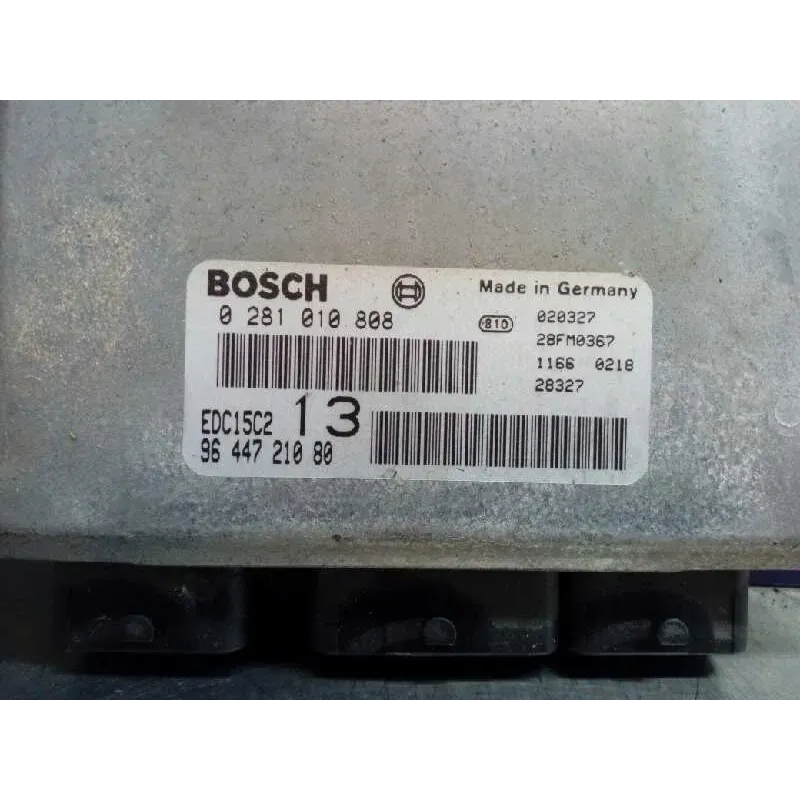 BOSCH
Made in Germany
0 281 010 808
810
020327
28FM0367
1166 0218
28327
EDC15C2 13
96 447 210 80